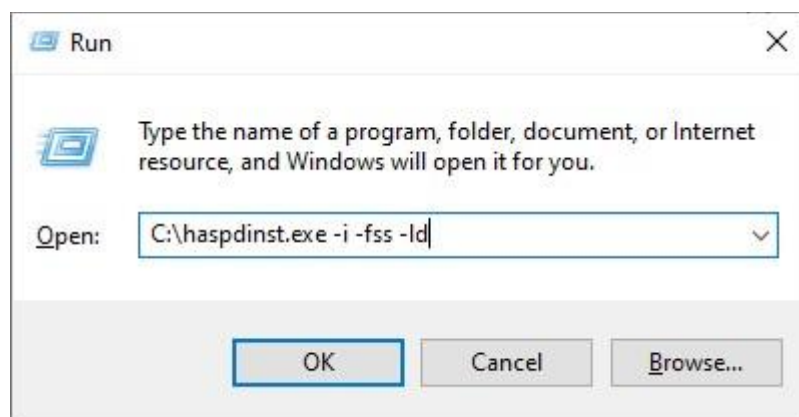 Run
Type the name of a program, folder, document, or Internet
resource, and Windows will open it for you.
Open:
C:\haspdinst.exe -i -fss -ld
OK
Cancel
Browse...